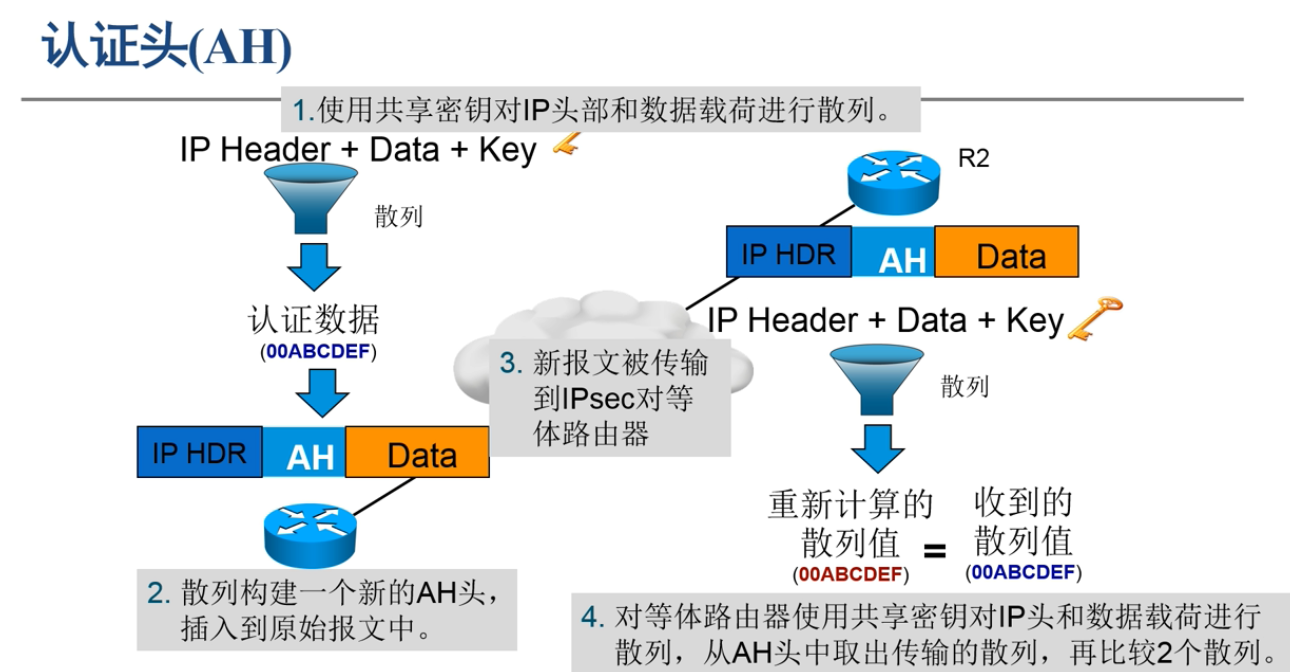 认证头(AH)
1.使用共享密钥对IP头部和数据载荷进行散列。
IP Header + Data + Key
散列
认证数据
(00ABCDEF)
IP HDR AH Data
2. 散列构建一个新的AH头，
插入到原始报文中。
3. 新报文被传输
到IPsec对等
体路由器
R2
IP HDR AH Data
IP Header + Data + Key
散列
重新计算的
散列值
(00ABCDEF)
=
收到的
散列值
(00ABCDEF)
4. 对等体路由器使用共享密钥对IP头和数据载荷进行
散列，从AH头中取出传输的散列，再比较2个散列。